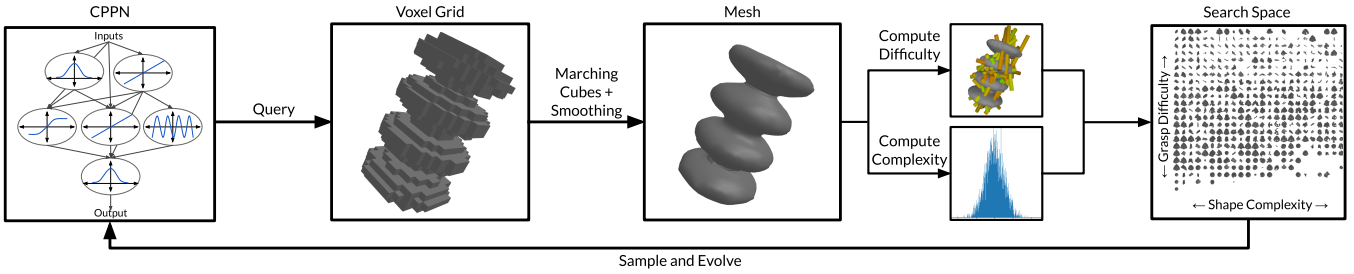 CPPN
Inputs
Output
Query
Voxel Grid
Marching
Cubes +
Smoothing
Mesh
Compute
Difficulty
Compute
Complexity
Search Space
← Grasp Difficulty →
← Shape Complexity →
Sample and Evolve